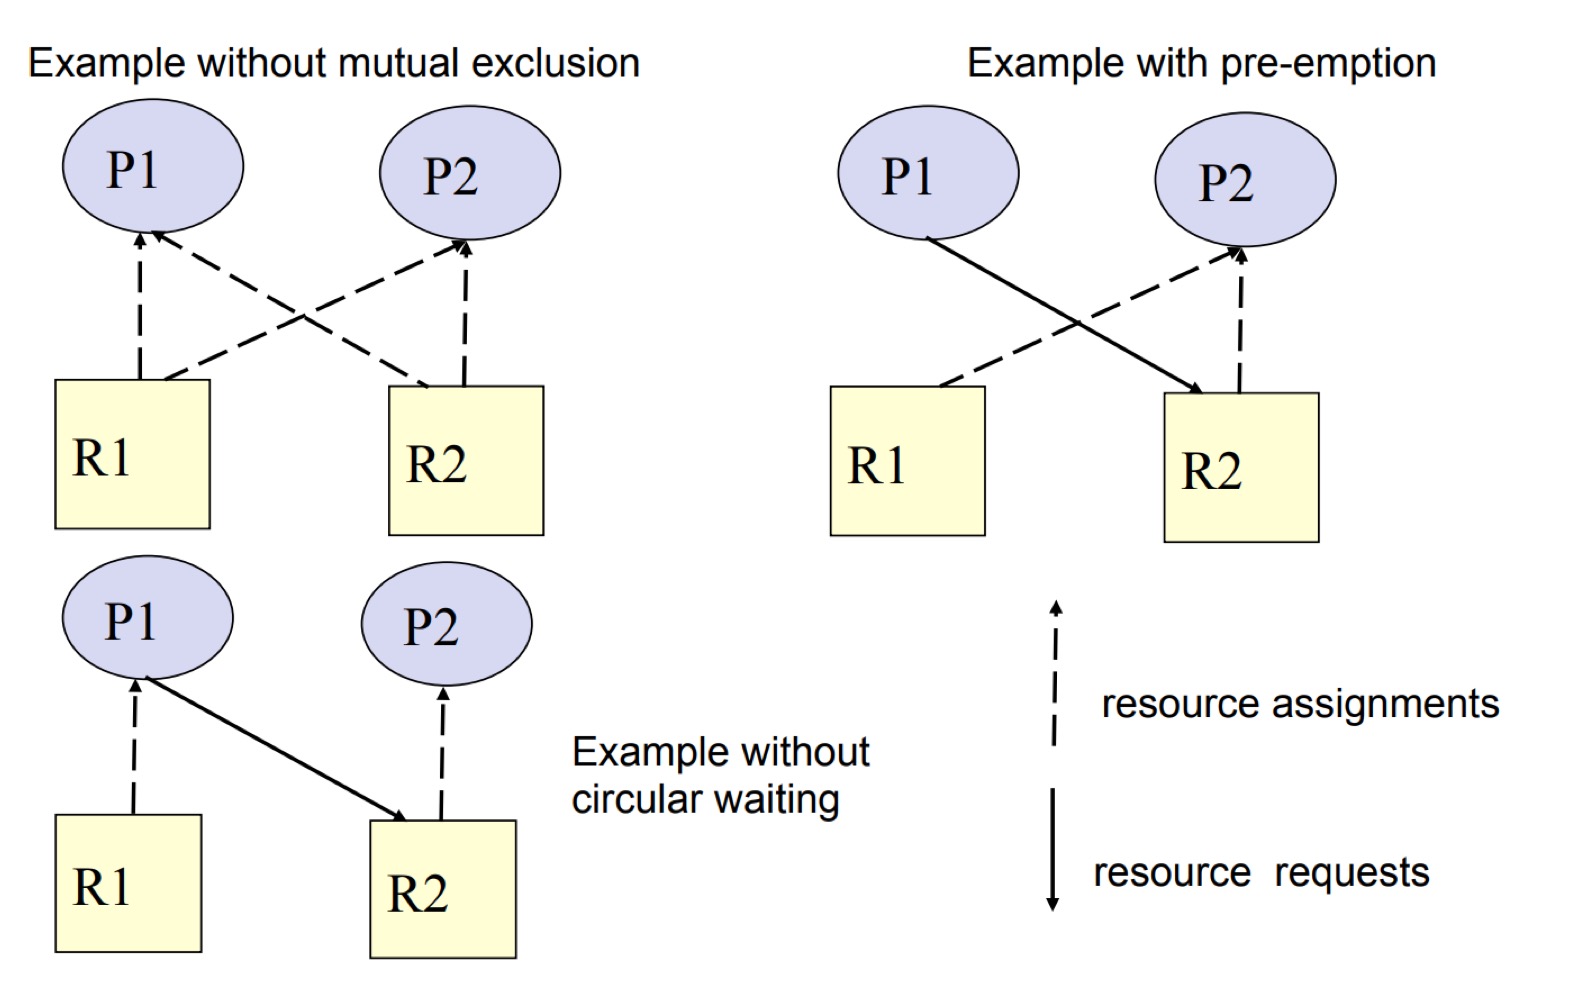 Example without mutual exclusion
P1
P2
R1
R2
Example with pre-emption
P1
P2
R1
R2
P1
P2
R1
R2
Example without
circular waiting
resource assignments
resource requests